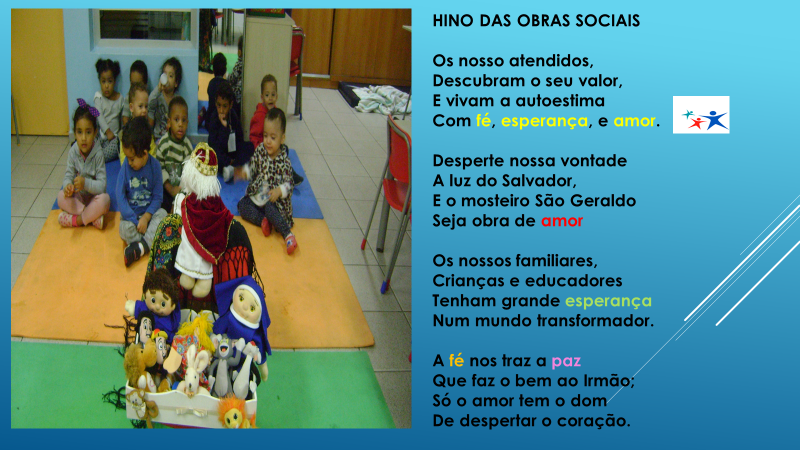 HINO DAS OBRAS SOCIAIS
Os nosso atendidos,
Descubram o seu valor,
E vivam a autoestima
Com fé, esperança, e amor.
Desperte nossa vontade
A luz do Salvador,
E o mosteiro São Geraldo
Seja obra de amor
Os nossos familiares,
Crianças e educadores
Tenham grande esperança
Num mundo transformador.
A fé nos traz a paz
Que faz o bem ao Irmão;
Só o amor tem o dom
De despertar o coração.